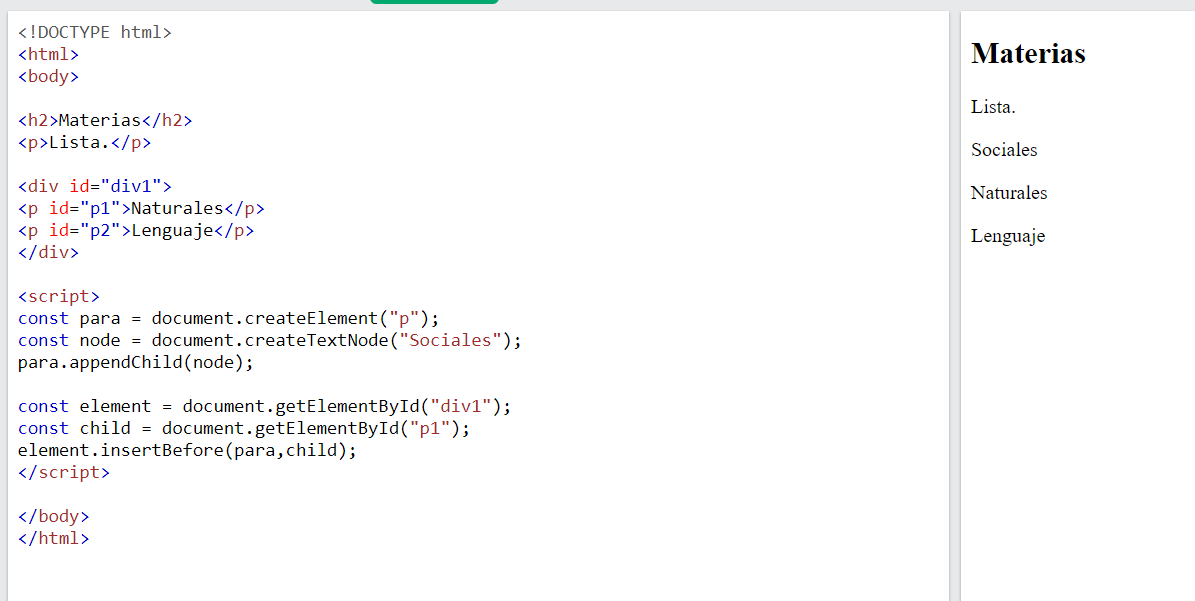 <!DOCTYPE html>
<html>
<body>

<h2>Materias</h2>
<p>Lista.</p>

<div id="div1">
<p id="p1">Naturales</p>
<p id="p2">Lenguaje</p>
</div>

<script>
const para = document.createElement("p");
const node = document.createTextNode("Sociales");
para.appendChild(node);

const element = document.getElementById("div1");
const child = document.getElementById("p1");
element.insertBefore(para,child);
</script>

</body>
</html>

Materias
Lista.
Sociales
Naturales
Lenguaje